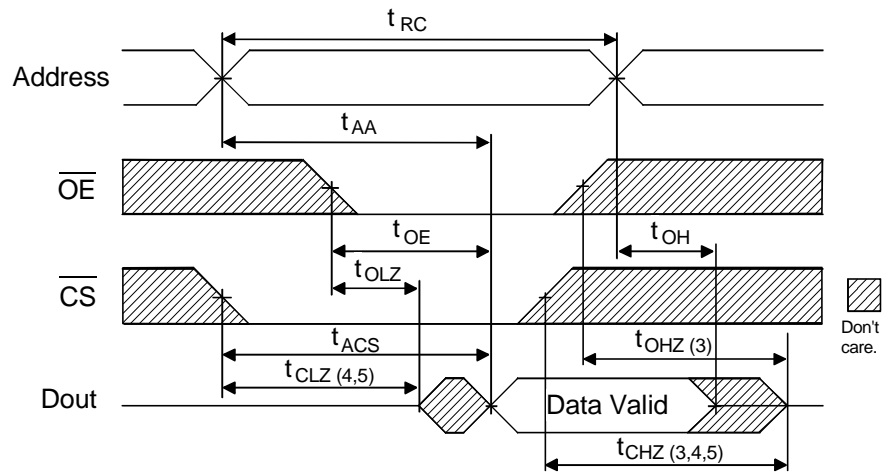 t RC
Address
t AA
OE
t OE
t OH
t OLZ
CS
Don't
care.
t ACS
t OHZ (3)
t CLZ (4,5)
Dout
Data Valid
t CHZ (3,4,5)